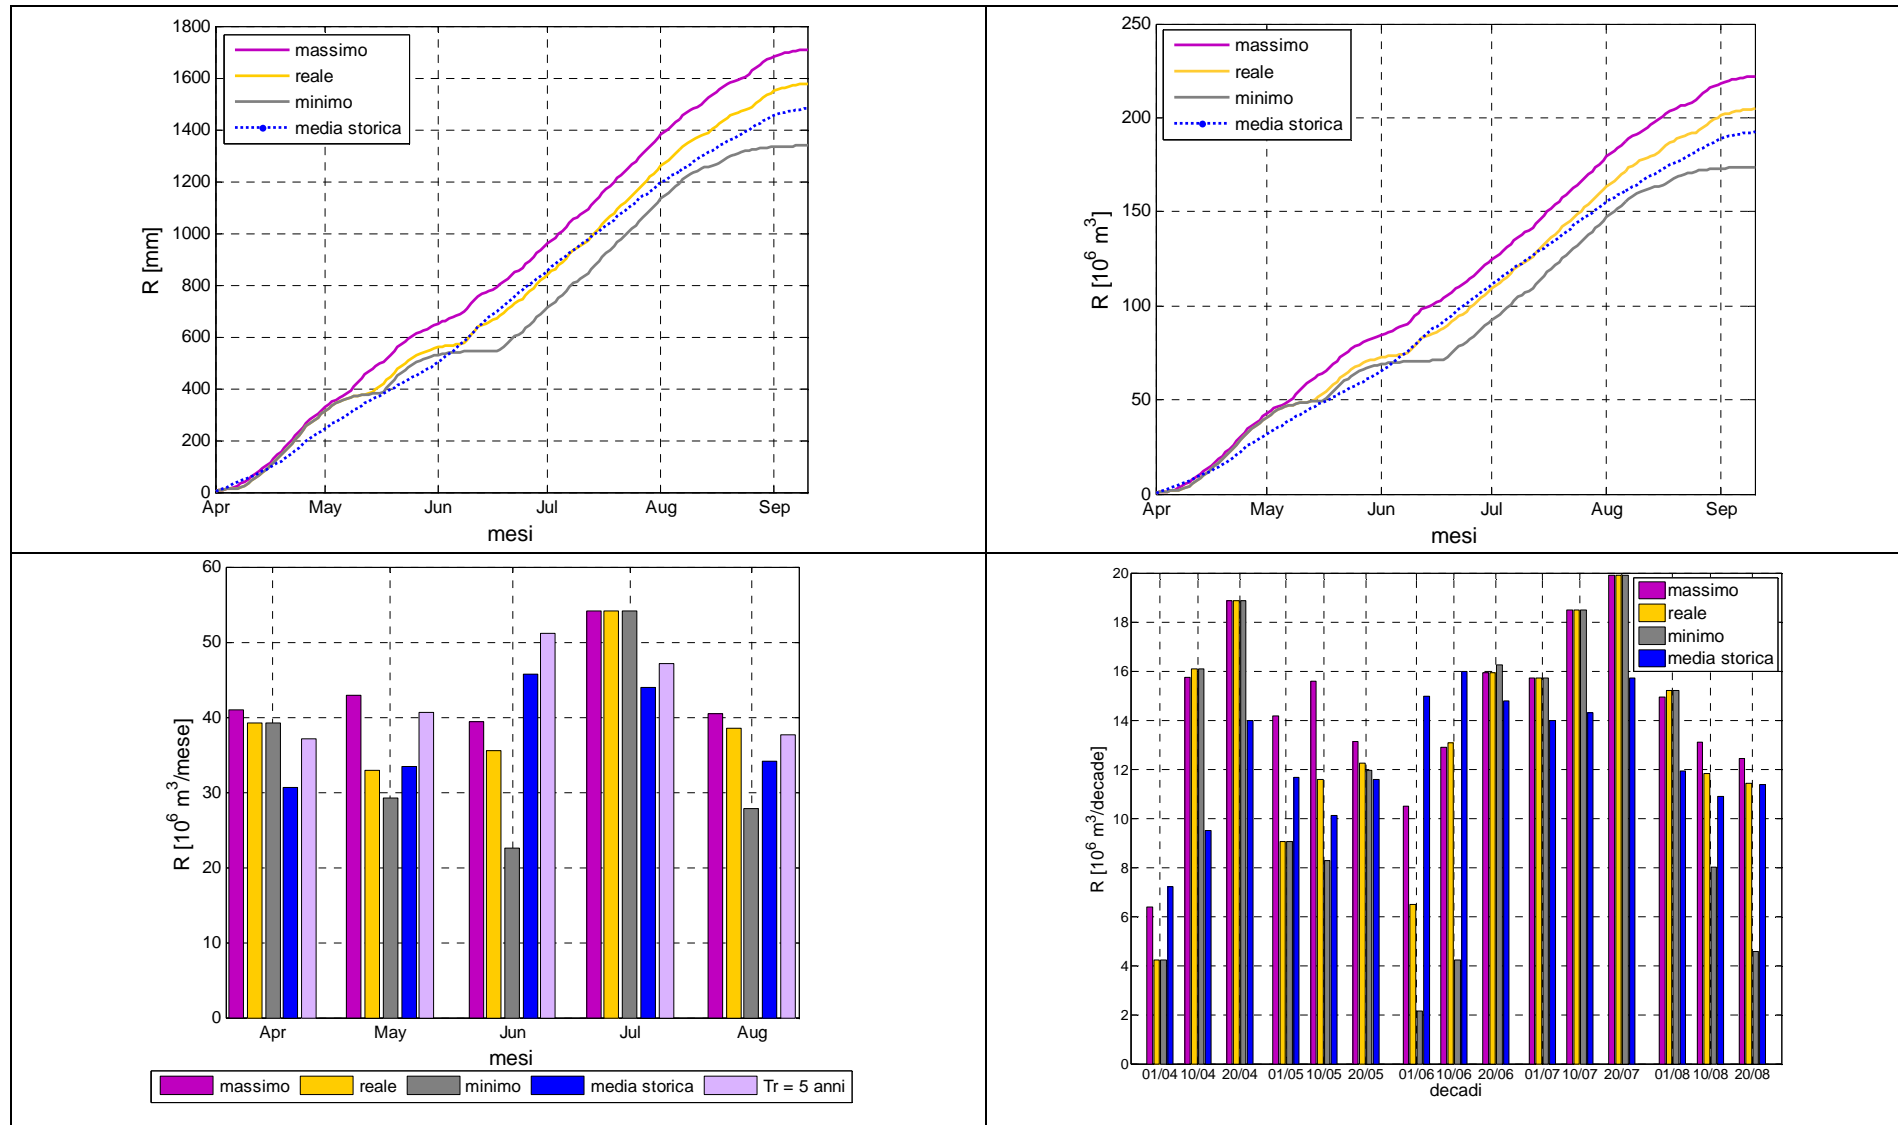 1800
1600
1400
1200
1000
800
600
400
200
0
R [mm]
massimo
reale
minimo
media storica
Apr May Jun Jul Aug Sep
mesi
250
200
150
100
50
0
R [10^6 m^3]
massimo
reale
minimo
media storica
Apr May Jun Jul Aug Sep
mesi
60
50
40
30
20
10
0
R [10^6 m^3/mese]
Apr May Jun Jul Aug
mesi
massimo reale minimo media storica Tr = 5 anni
20
18
16
14
12
10
8
6
4
2
0
R [10^6 m^3/decade]
massimo
reale
minimo
media storica
01/04 10/04 20/04 01/05 10/05 20/05 01/06 10/06 20/06 01/07 10/07 20/07 01/08 10/08 20/08
decadi